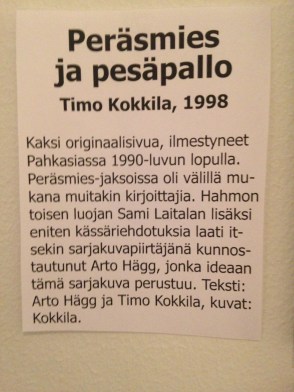 Peräsmies
ja pesäpallo
Timo Kokkila, 1998
Kaksi originaalisivua, ilmestyneet
Pahkasiassa 1990-luvun lopulla.
Peräsmies-jaksoissa oli välillä mu-
kana muitakin kirjoittajia. Hahmon
toisen luojan Sami Laitalan lisäksi
eniten kässäriehdotuksia laati it-
sekin sarjakuvapiirtäjänä kunnos-
tautunut Arto Hägg, jonka ideaan
tämä sarjakuva perustuu. Teksti:
Arto Hägg ja Timo Kokkila, kuvat:
Kokkila.